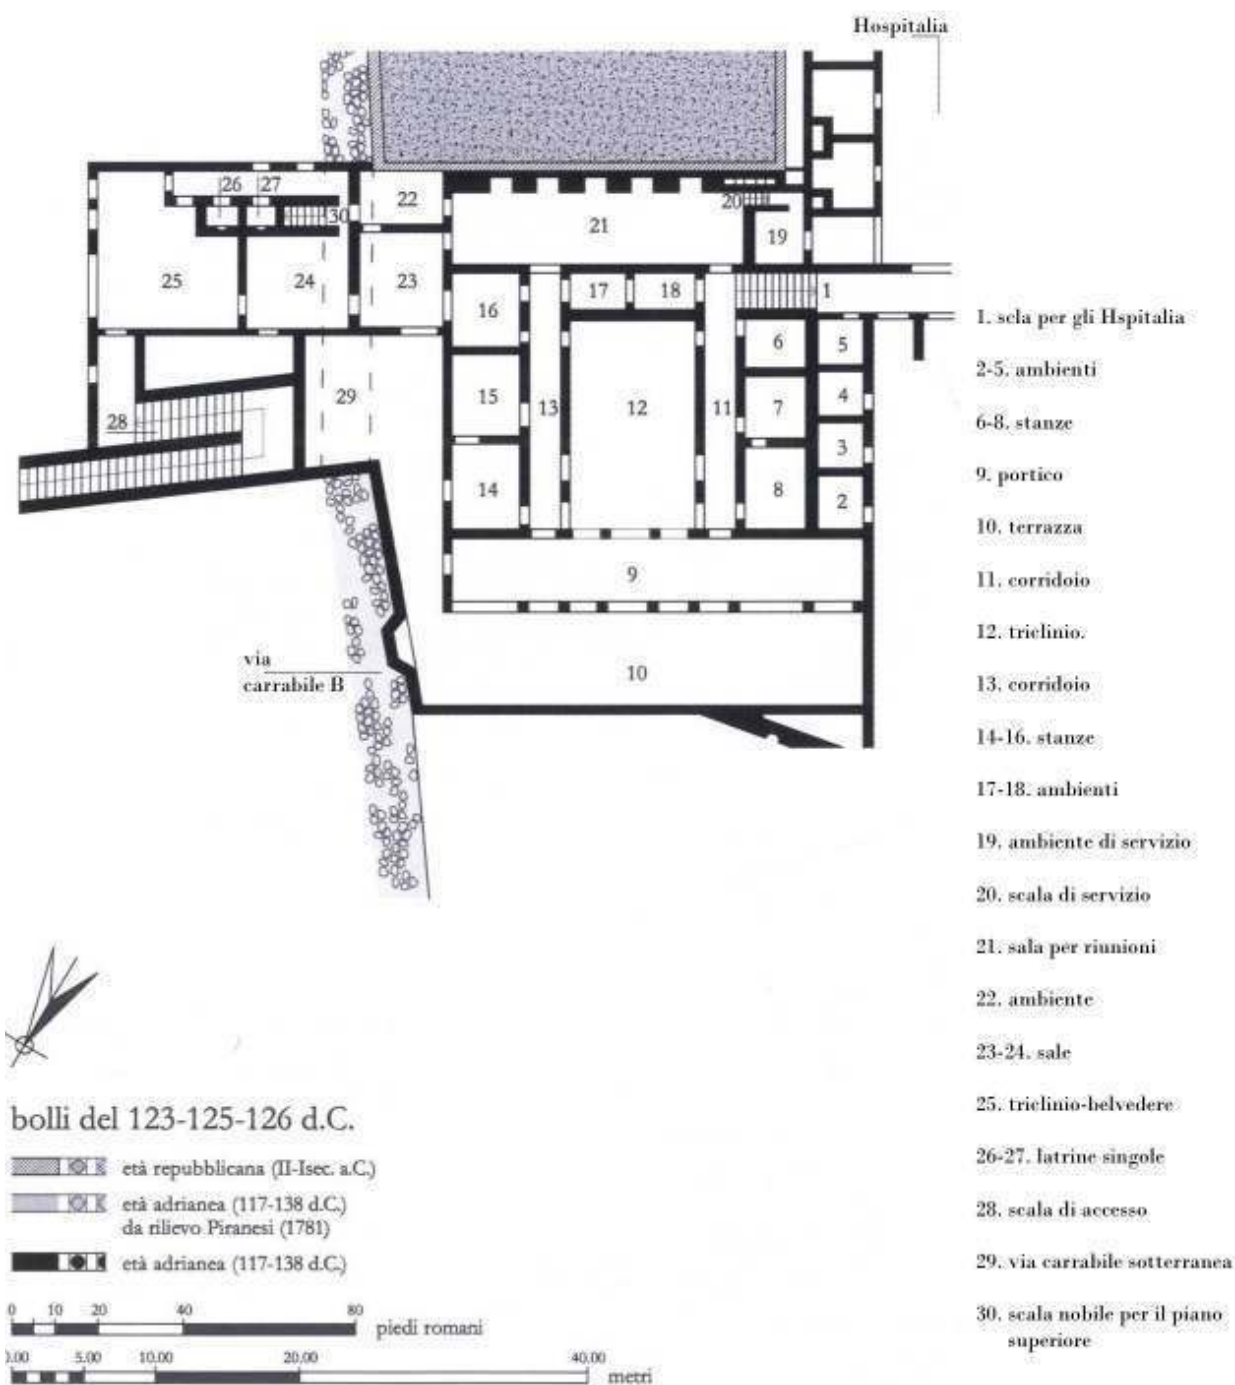 Hospitalia
26
27
22
20
30
21
19
25
24
23
16
17
18
1
6
5
15
7
4
28
29
13
12
11
3
14
8
2
9
via
carrabile B
10
1. scla per gli Hspitalia
2-5. ambienti
6-8. stanze
9. portico
10. terrazza
11. corridoio
12. triclinio.
13. corridoio
14-16. stanze
17-18. ambienti
19. ambiente di servizio
20. scala di servizio
21. sala per riunioni
22. ambiente
23-24. sale
25. triclinio-belvedere
26-27. latrine singole
28. scala di accesso
29. via carrabile sotterranea
30. scala nobile per il piano
superiore
bolli del 123-125-126 d.C.
età repubblicana (II-Isec. a.C.)
età adrianea (117-138 d.C.)
da rilievo Piranesi (1781)
età adrianea (117-138 d.C.)
0 10 20 40 80
piedi romani
0.00 5.00 10.00 20.00 40.00
metri